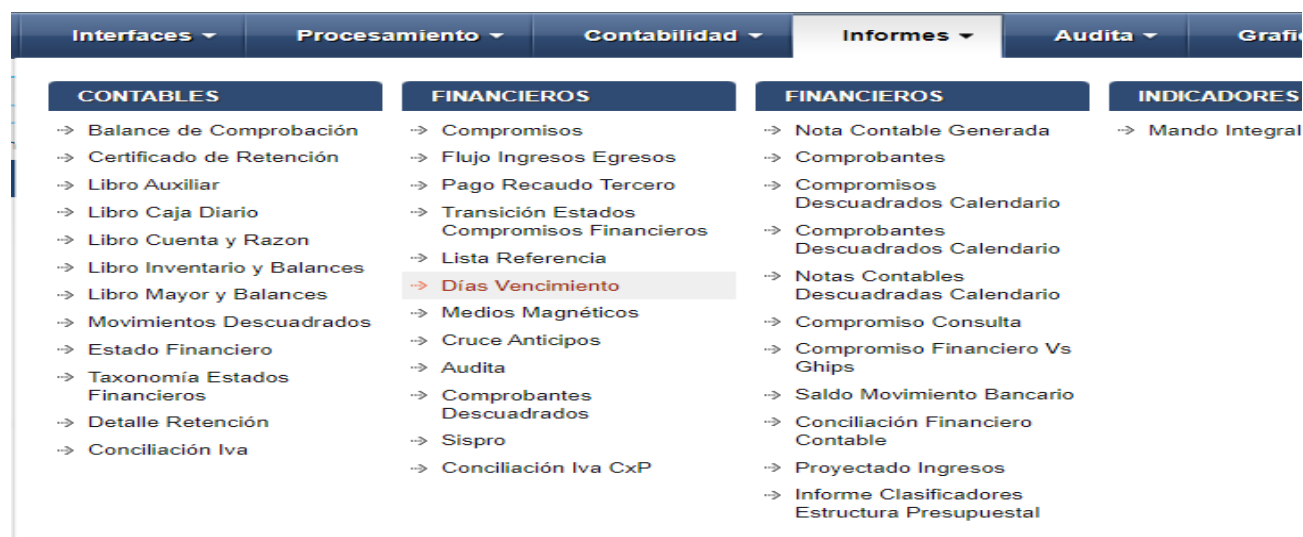 Interfaces
Procesamiento
Contabilidad
Informes
Audita
CONTABLES
Balance de Comprobación
Certificado de Retención
Libro Auxiliar
Libro Caja Diario
Libro Cuenta y Razon
Libro Inventario y Balances
Libro Mayor y Balances
Movimientos Descuadrados
Estado Financiero
Taxonomía Estados
Financieros
Detalle Retención
Conciliación Iva
FINANCIEROS
Compromisos
Flujo Ingresos Egresos
Pago Recaudo Tercero
Transición Estados
Compromisos Financieros
Lista Referencia
Días Vencimiento
Medios Magnéticos
Cruce Anticipos
Audita
Comprobantes
Descuadrados
Sispro
Conciliación Iva CxP
FINANCIEROS
Nota Contable Generada
Comprobantes
Compromisos
Descuadrados Calendario
Comprobantes
Descuadrados Calendario
Notas Contables
Descuadradas Calendario
Compromiso Consulta
Compromiso Financiero Vs
Ghips
Saldo Movimiento Bancario
Conciliación Financiero
Contable
Proyectado Ingresos
Informe Clasificadores
Estructura Presupuestal
INDICADORES
Mando Integral